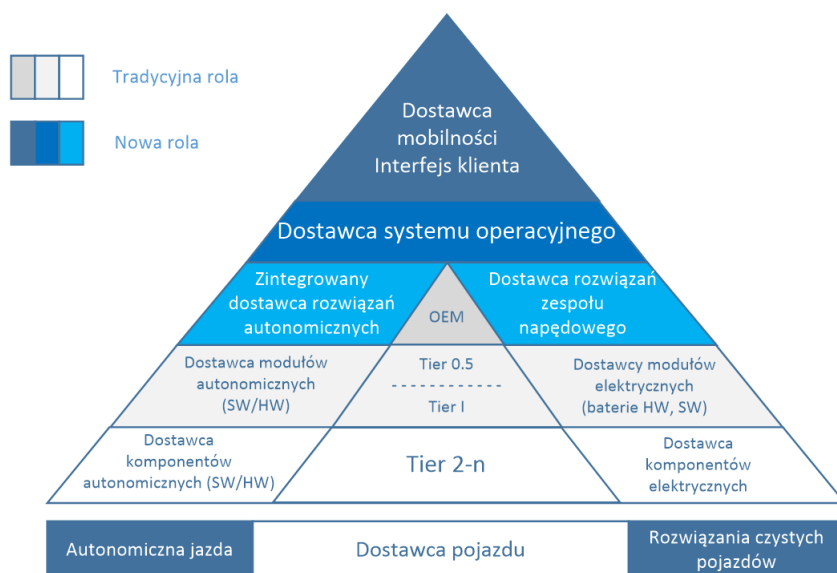 Tradycyjna rola
Nowa rola
Dostawca
mobilności
Interfejs klienta
Dostawca systemu operacyjnego
Zintegrowany
dostawca rozwiązań
autonomicznych
OEM
Dostawca rozwiązań
zespołu
napędowego
Dostawca modułów
autonomicznych
(SW/HW)
Tier 0.5
Tier I
Dostawcy modułów
elektrycznych
(baterie HW, SW)
Dostawca
komponentów
autonomicznych (SW/HW)
Tier 2-n
Dostawca
komponentów
elektrycznych
Autonomiczna jazda
Dostawca pojazdu
Rozwiązania czystych
pojazdów